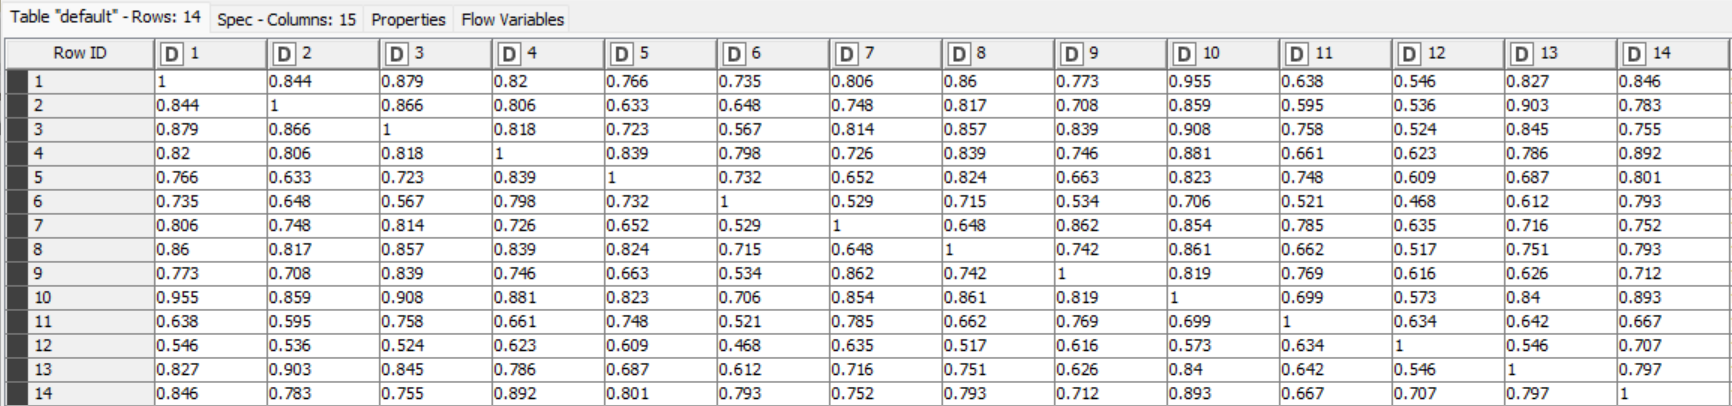 Table "default" - Rows: 14 Spec - Columns: 15 Properties Flow Variables
Row ID D 1 D 2 D 3 D 4 D 5 D 6 D 7 D 8 D 9 D 10 D 11 D 12 D 13 D 14
1 1 0.844 0.879 0.82 0.766 0.735 0.806 0.86 0.773 0.955 0.638 0.546 0.827 0.846
2 0.844 1 0.866 0.806 0.633 0.648 0.748 0.817 0.708 0.859 0.595 0.536 0.903 0.783
3 0.879 0.866 1 0.818 0.723 0.567 0.814 0.857 0.839 0.908 0.758 0.524 0.845 0.755
4 0.82 0.806 0.818 1 0.839 0.798 0.726 0.839 0.746 0.881 0.661 0.623 0.786 0.892
5 0.766 0.633 0.723 0.839 1 0.732 0.652 0.824 0.663 0.823 0.748 0.609 0.687 0.801
6 0.735 0.648 0.567 0.798 0.732 1 0.529 0.715 0.534 0.706 0.521 0.468 0.612 0.793
7 0.806 0.748 0.814 0.726 0.652 0.529 1 0.648 0.862 0.854 0.785 0.635 0.716 0.752
8 0.86 0.817 0.857 0.839 0.824 0.715 0.648 1 0.742 0.861 0.662 0.517 0.751 0.793
9 0.773 0.708 0.839 0.746 0.663 0.534 0.862 0.742 1 0.819 0.769 0.616 0.626 0.712
10 0.955 0.859 0.908 0.881 0.823 0.706 0.854 0.861 0.819 1 0.699 0.573 0.84 0.893
11 0.638 0.595 0.758 0.661 0.748 0.521 0.785 0.662 0.769 0.699 1 0.634 0.642 0.667
12 0.546 0.536 0.524 0.623 0.609 0.468 0.635 0.517 0.616 0.573 0.634 1 0.546 0.707
13 0.827 0.903 0.845 0.786 0.687 0.612 0.716 0.751 0.626 0.84 0.642 0.546 1 0.797
14 0.846 0.783 0.755 0.892 0.801 0.793 0.752 0.793 0.712 0.893 0.667 0.707 0.797 1